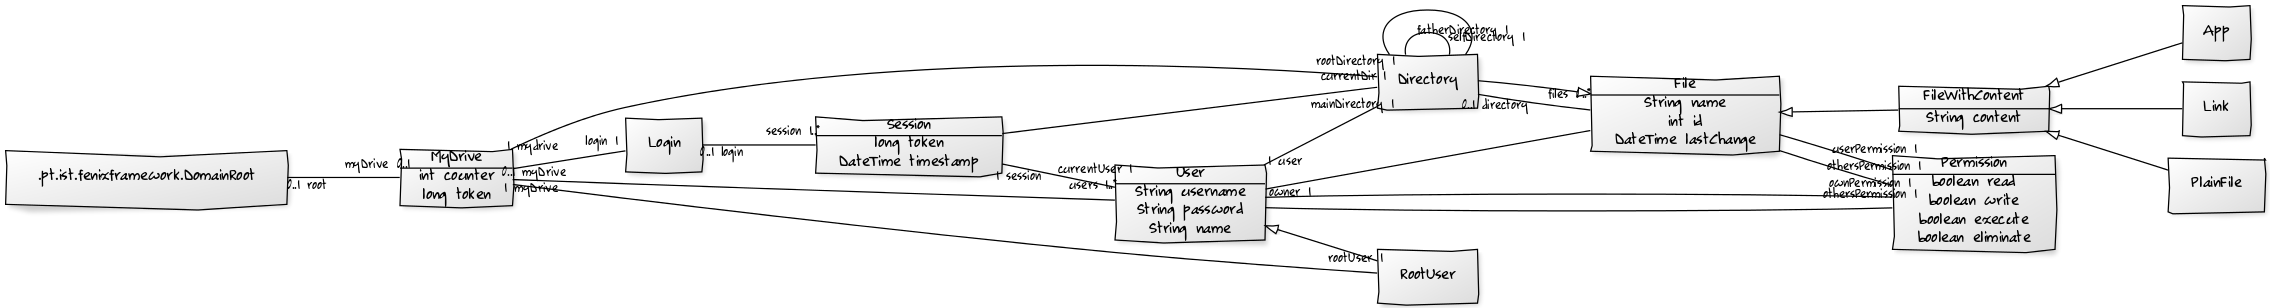 .pt.ist.fenixframework.DomainRoot
0..1 root
myDrive 0..1
MyDrive
int counter
long token
1 myDrive
0..1 myDrive
1 myDrive
login 1
Login
0..1 login
session 1..*
Session
long token
DateTime timestamp
1 session
currentUser 1
users 1..*
User
String username
String password
String name
1 user
owner 1
fatherDirectory 1
selfDirectory 1
rootDirectory 1
currentDir 1
mainDirectory 1
Directory
0..1 directory
files
rootUser 1
RootUser
File
String name
int id
DateTime lastChange
userPermission 1
othersPermission 1
ownPermission 1
othersPermission 1
FileWithContent
String content
Permission
boolean read
boolean write
boolean execute
boolean eliminate
App
Link
PlainFile